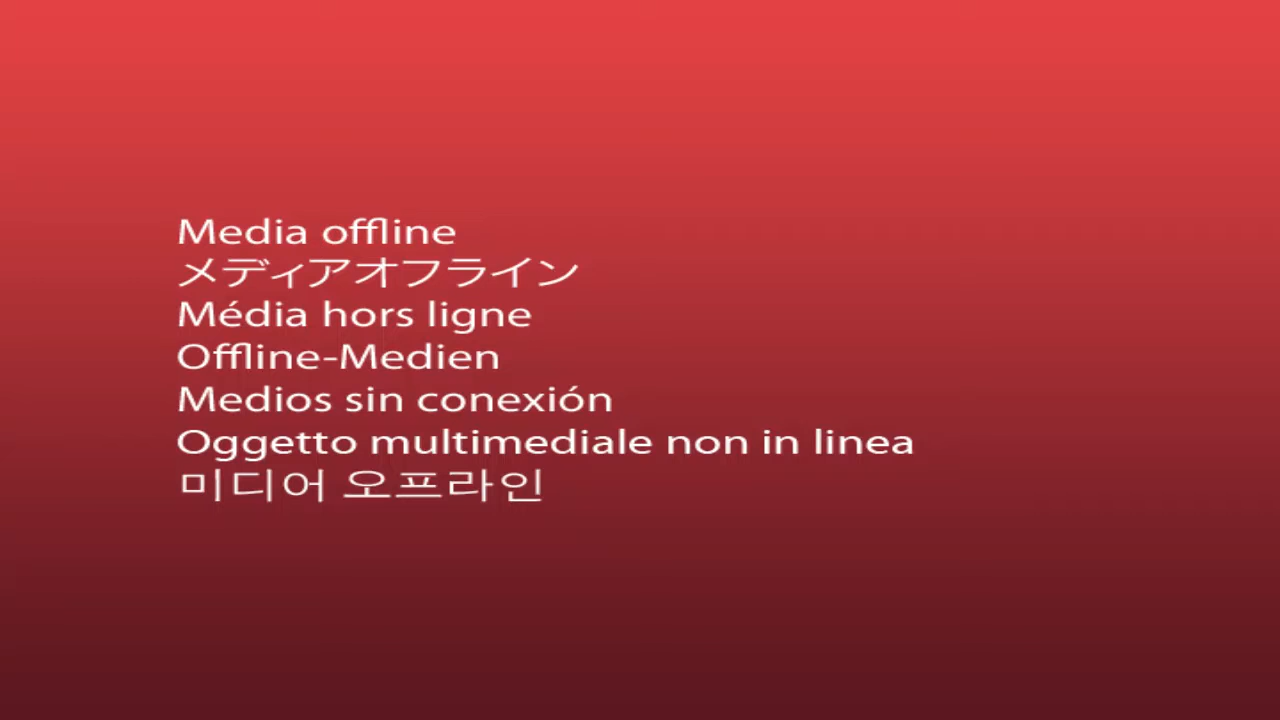 Media offline
メディアオフライン
Média hors ligne
Offline-Medien
Medios sin conexión
Oggetto multimediale non in linea
미디어 오프라인